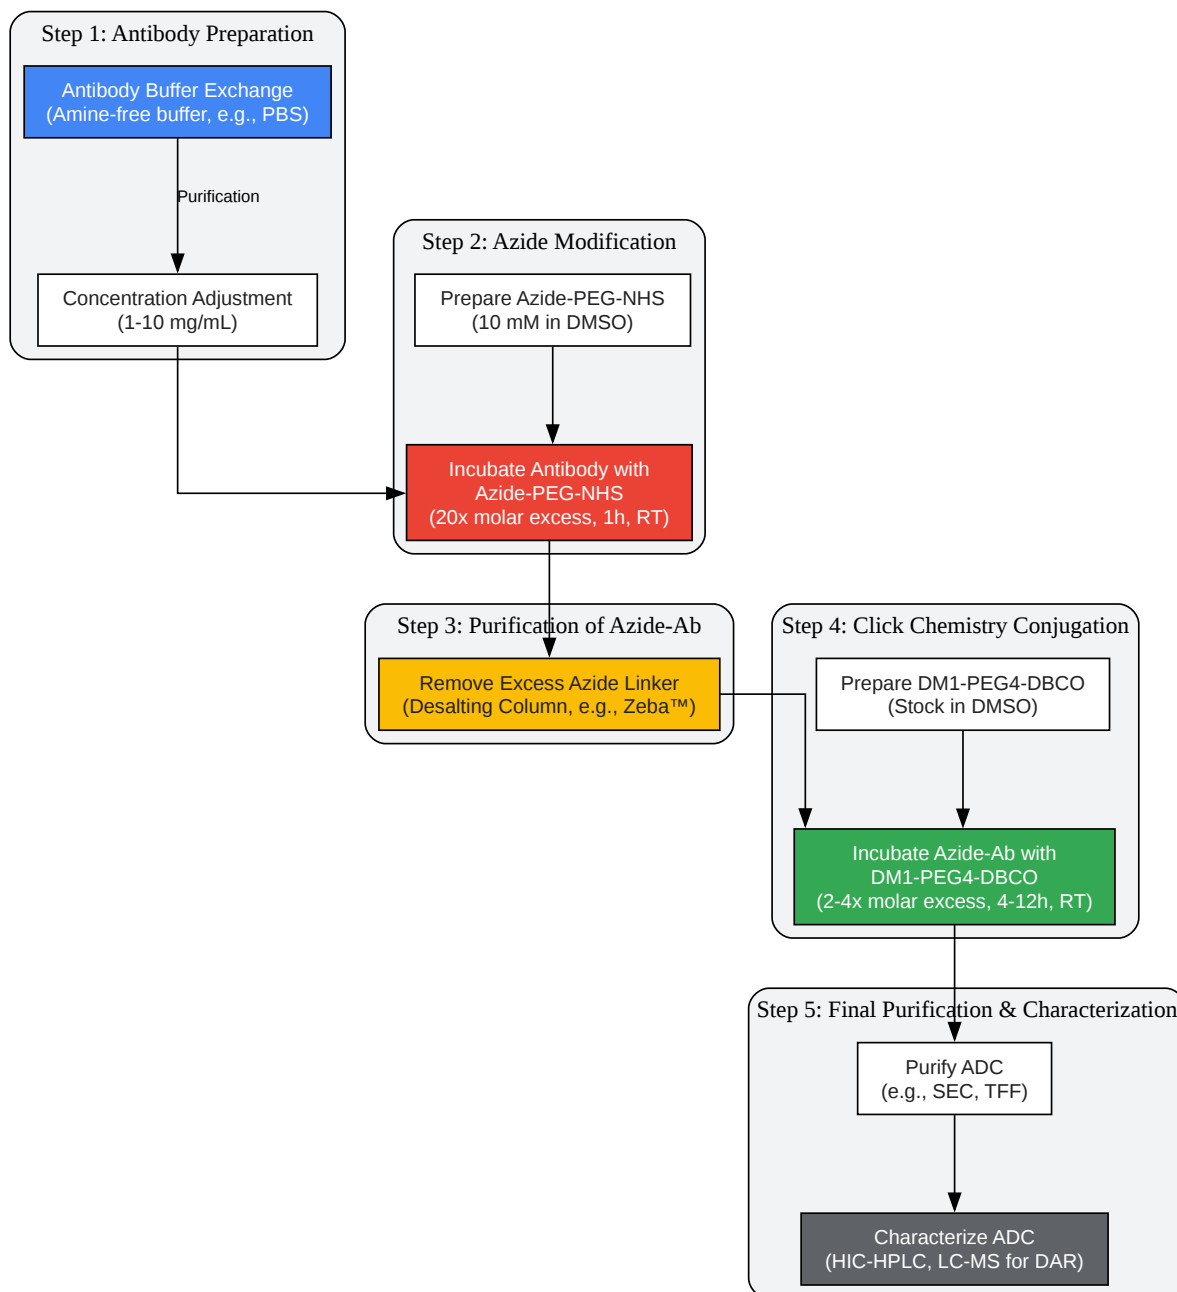 Step 1: Antibody Preparation
Antibody Buffer Exchange
(Amine-free buffer, e.g., PBS)
Purification
Concentration Adjustment
(1-10 mg/mL)
Step 2: Azide Modification
Prepare Azide-PEG-NHS
(10 mM in DMSO)
Incubate Antibody with
Azide-PEG-NHS
(20x molar excess, 1h, RT)
Step 3: Purification of Azide-Ab
Remove Excess Azide Linker
(Desalting Column, e.g., Zeba™)
Step 4: Click Chemistry Conjugation
Prepare DM1-PEG4-DBCO
(Stock in DMSO)
Incubate Azide-Ab with
DM1-PEG4-DBCO
(2-4x molar excess, 4-12h, RT)
Step 5: Final Purification & Characterization
Purify ADC
(e.g., SEC, TFF)
Characterize ADC
(HIC-HPLC, LC-MS for DAR)